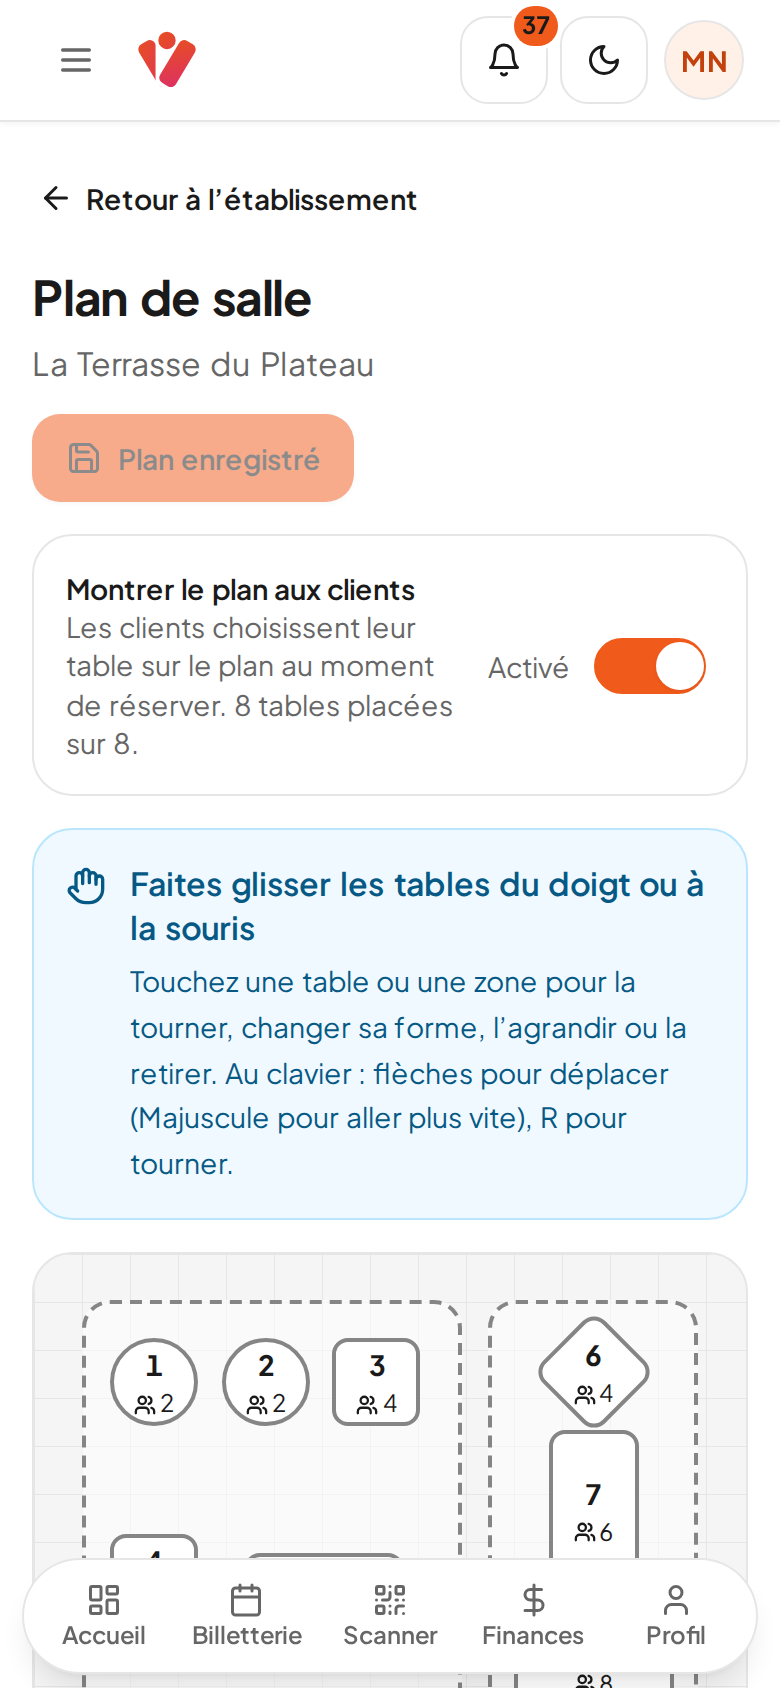 37
MN
Retour à l’établissement
Plan de salle
La Terrasse du Plateau
Plan enregistré
Montrer le plan aux clients
Les clients choisissent leur
table sur le plan au moment
de réserver. 8 tables placées
sur 8.
Activé
Faites glisser les tables du doigt ou à
la souris
Touchez une table ou une zone pour la
tourner, changer sa forme, l’agrandir ou la
retirer. Au clavier : flèches pour déplacer
(Majuscule pour aller plus vite), R pour
tourner.
1
2
2
2
3
4
6
4
7
6
Accueil
Billetterie
Scanner
Finances
Profil
8